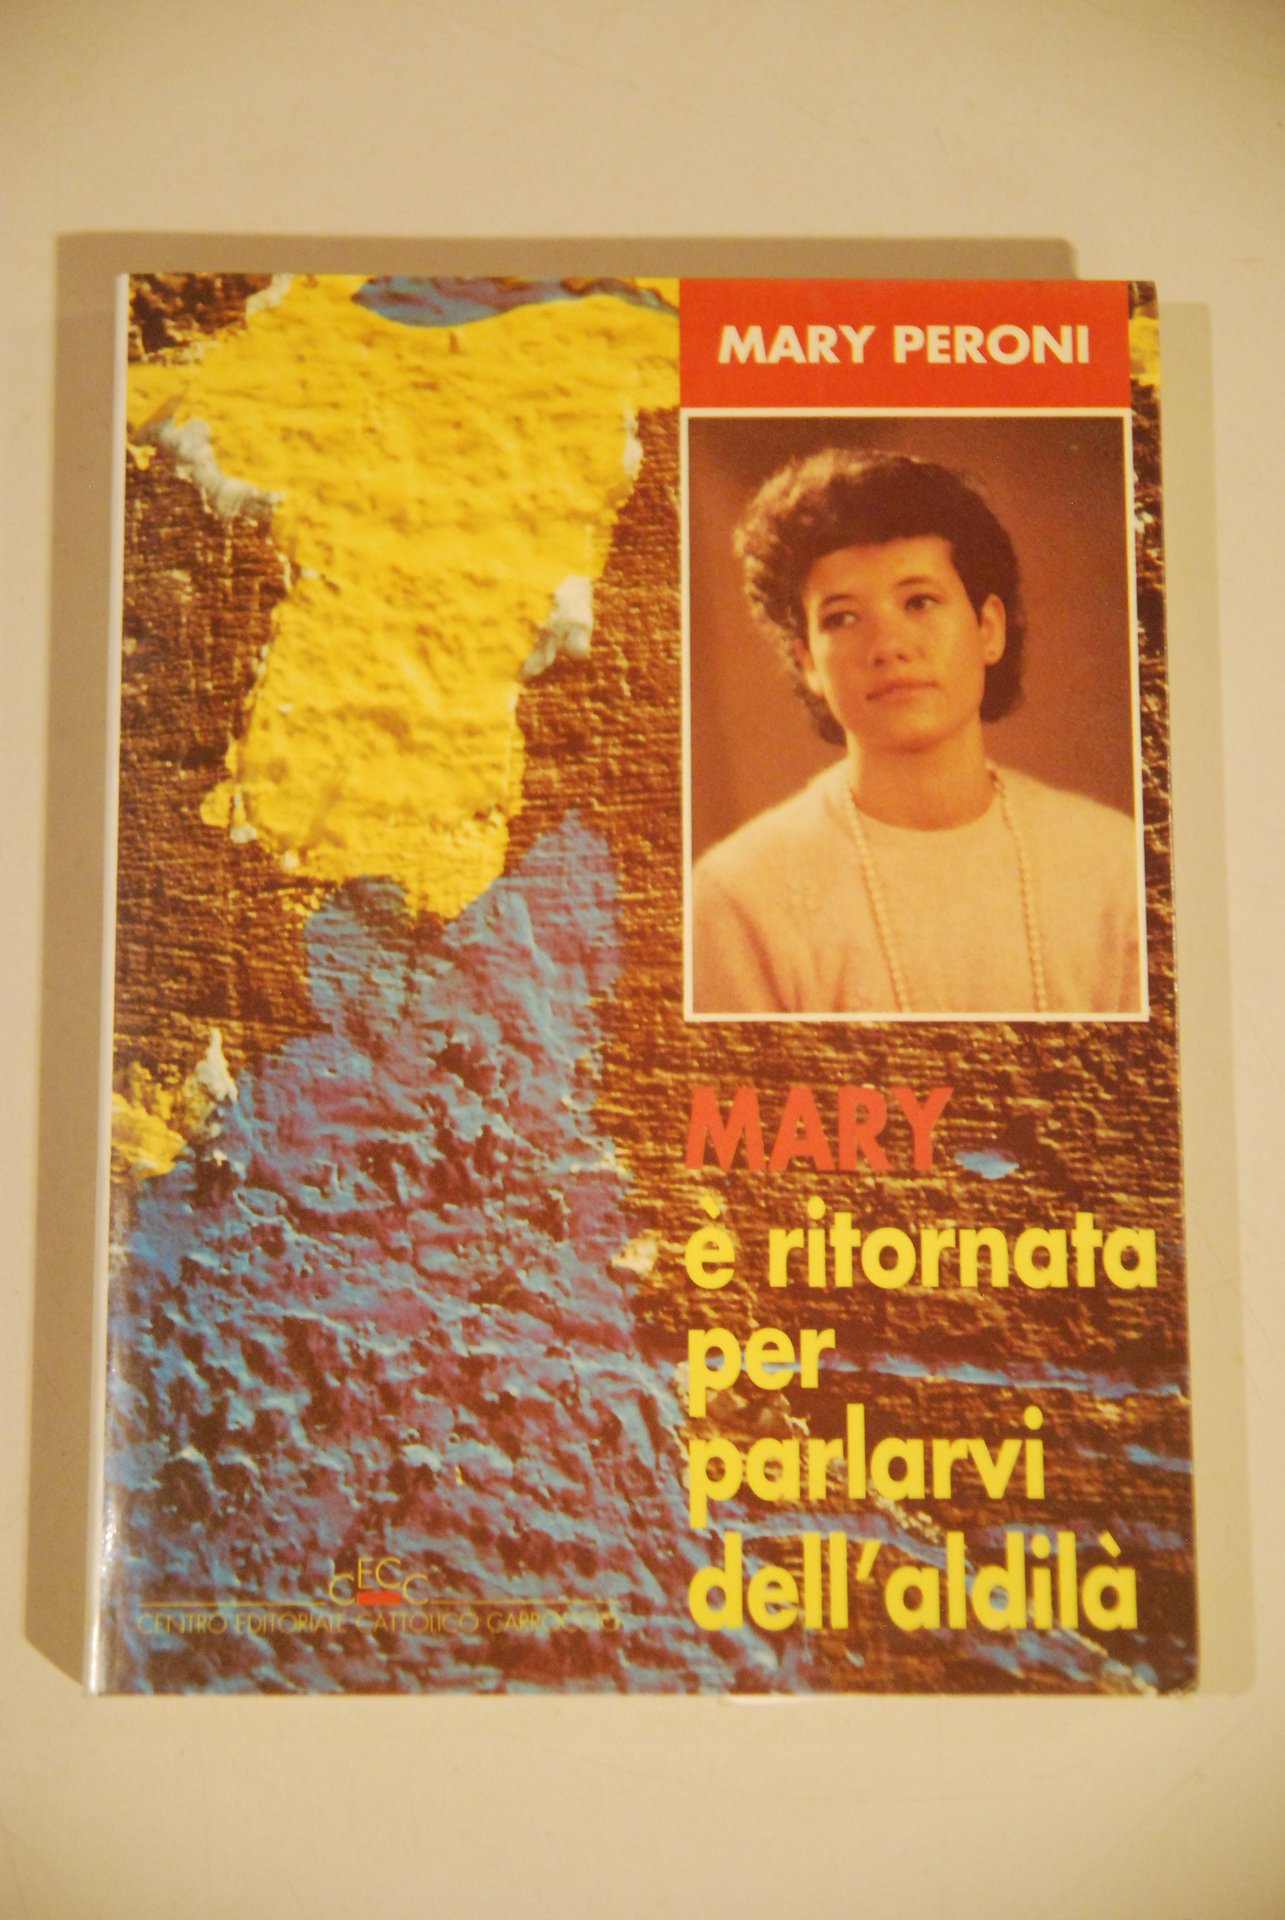 MARY PERONI
MARY
è ritornata
per
parlarvi
dell'aldilà
CECC
CENTRO EDITORIALE CATTOLICO CARROCCIO